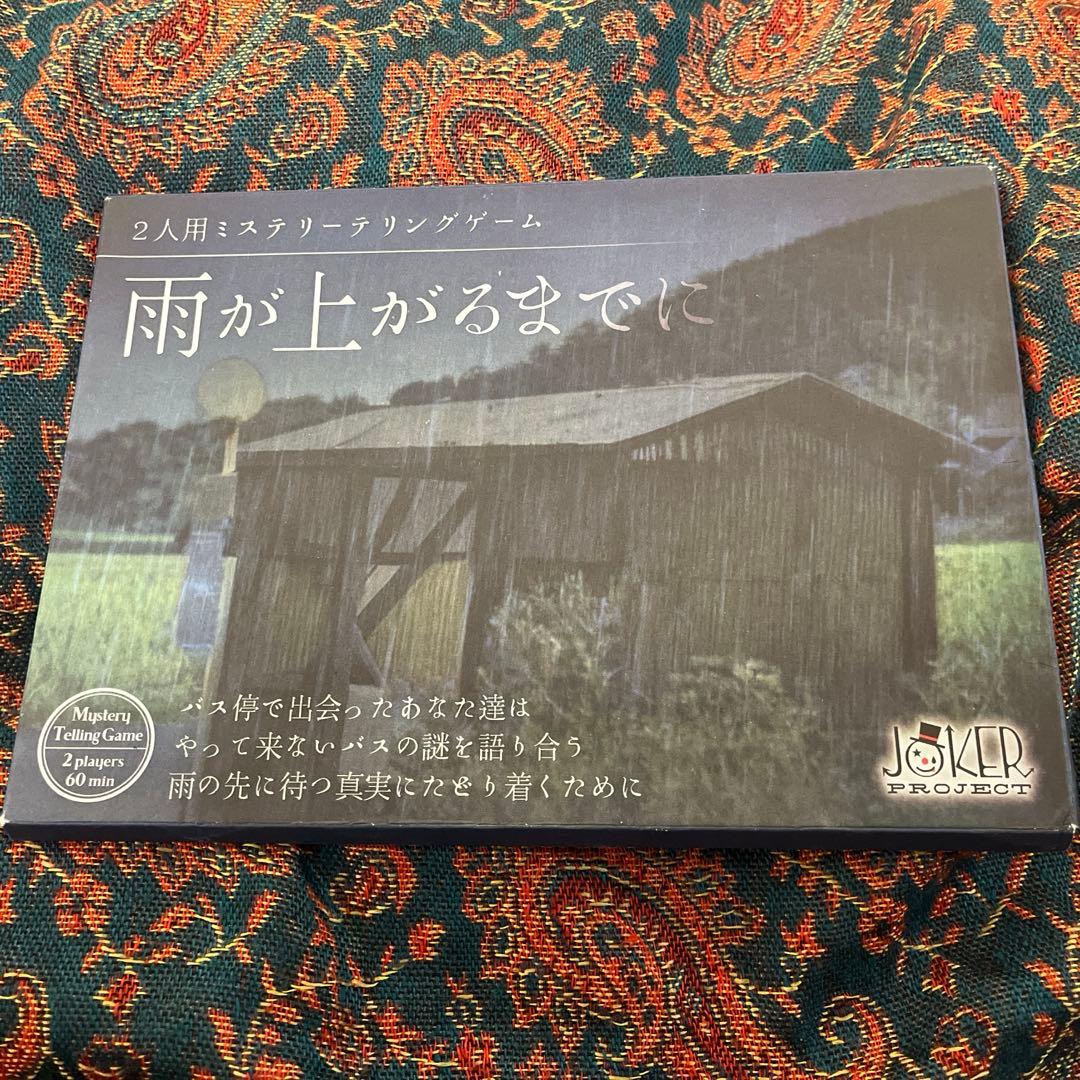 2人用ミステリーテリングゲーム
雨が上がるまでに
Mystery
Telling Game
2 players
60 min
バス停で出会ったあなた達は
やって来ないバスの謎を語り合う
雨の先に待つ真実にたどり着くために
JOKER
PROJECT